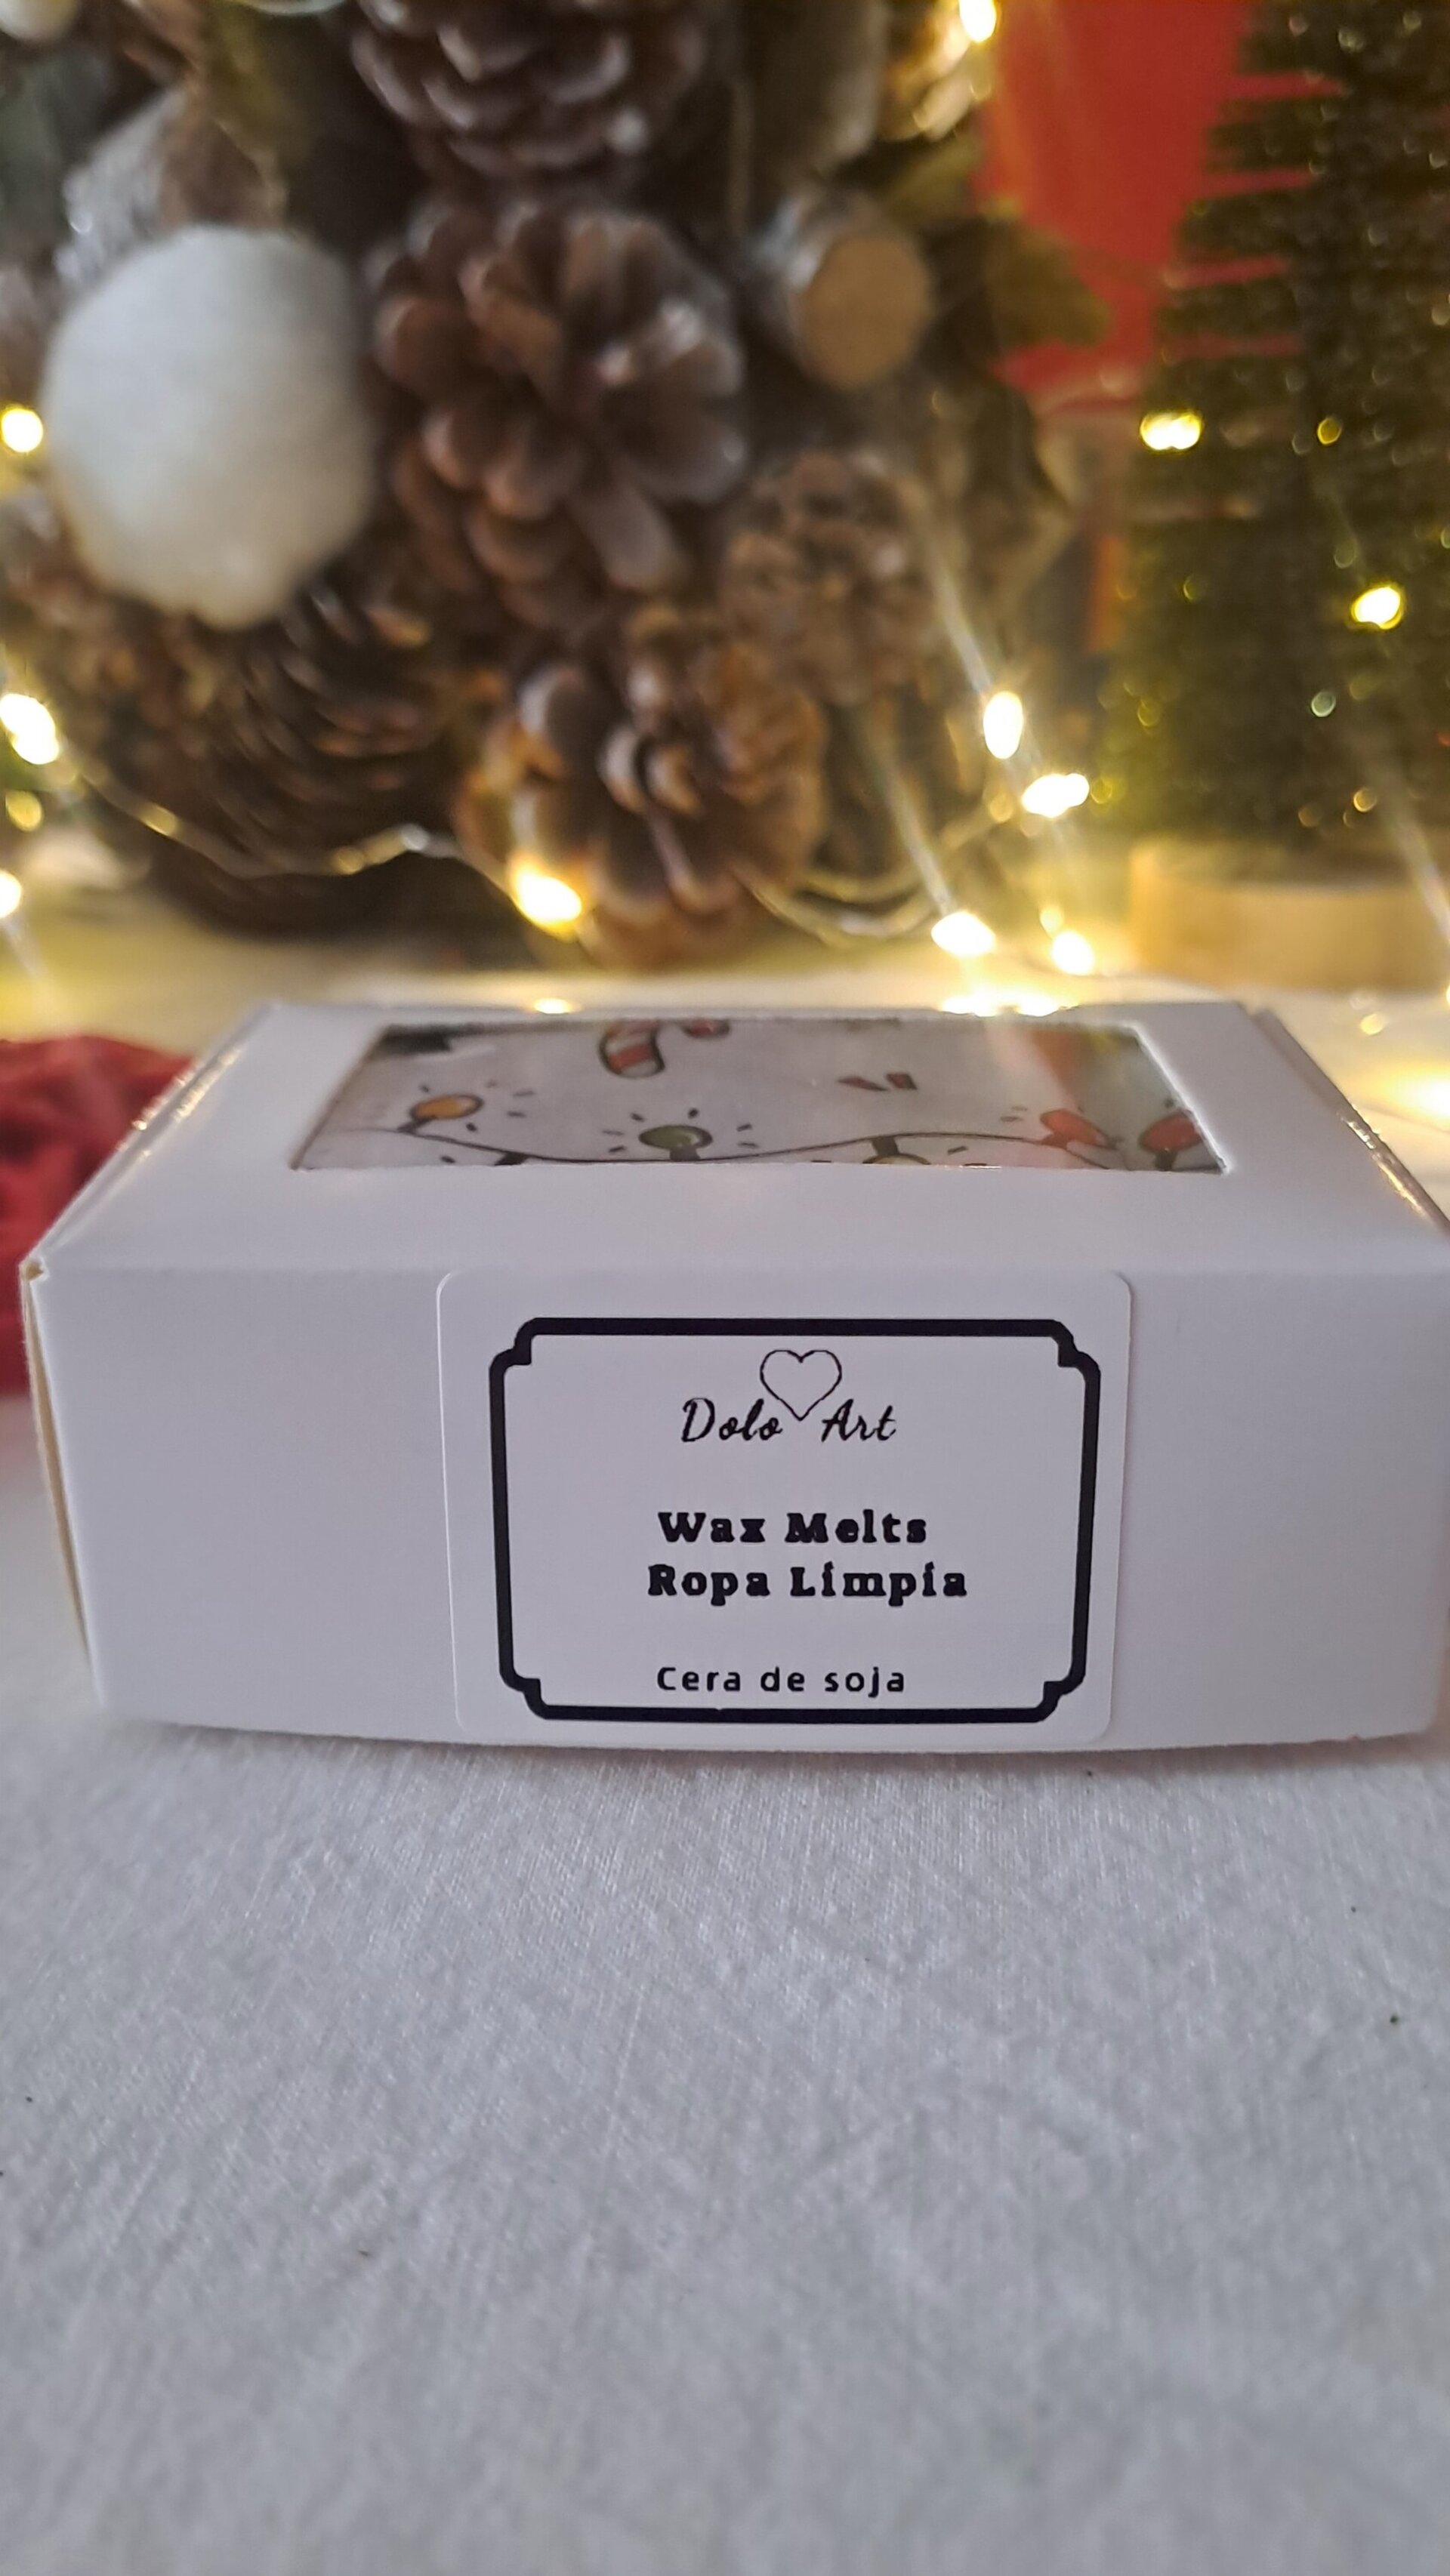 Dolo Art
Wax Melts
Ropa Limpia
Cera de soja